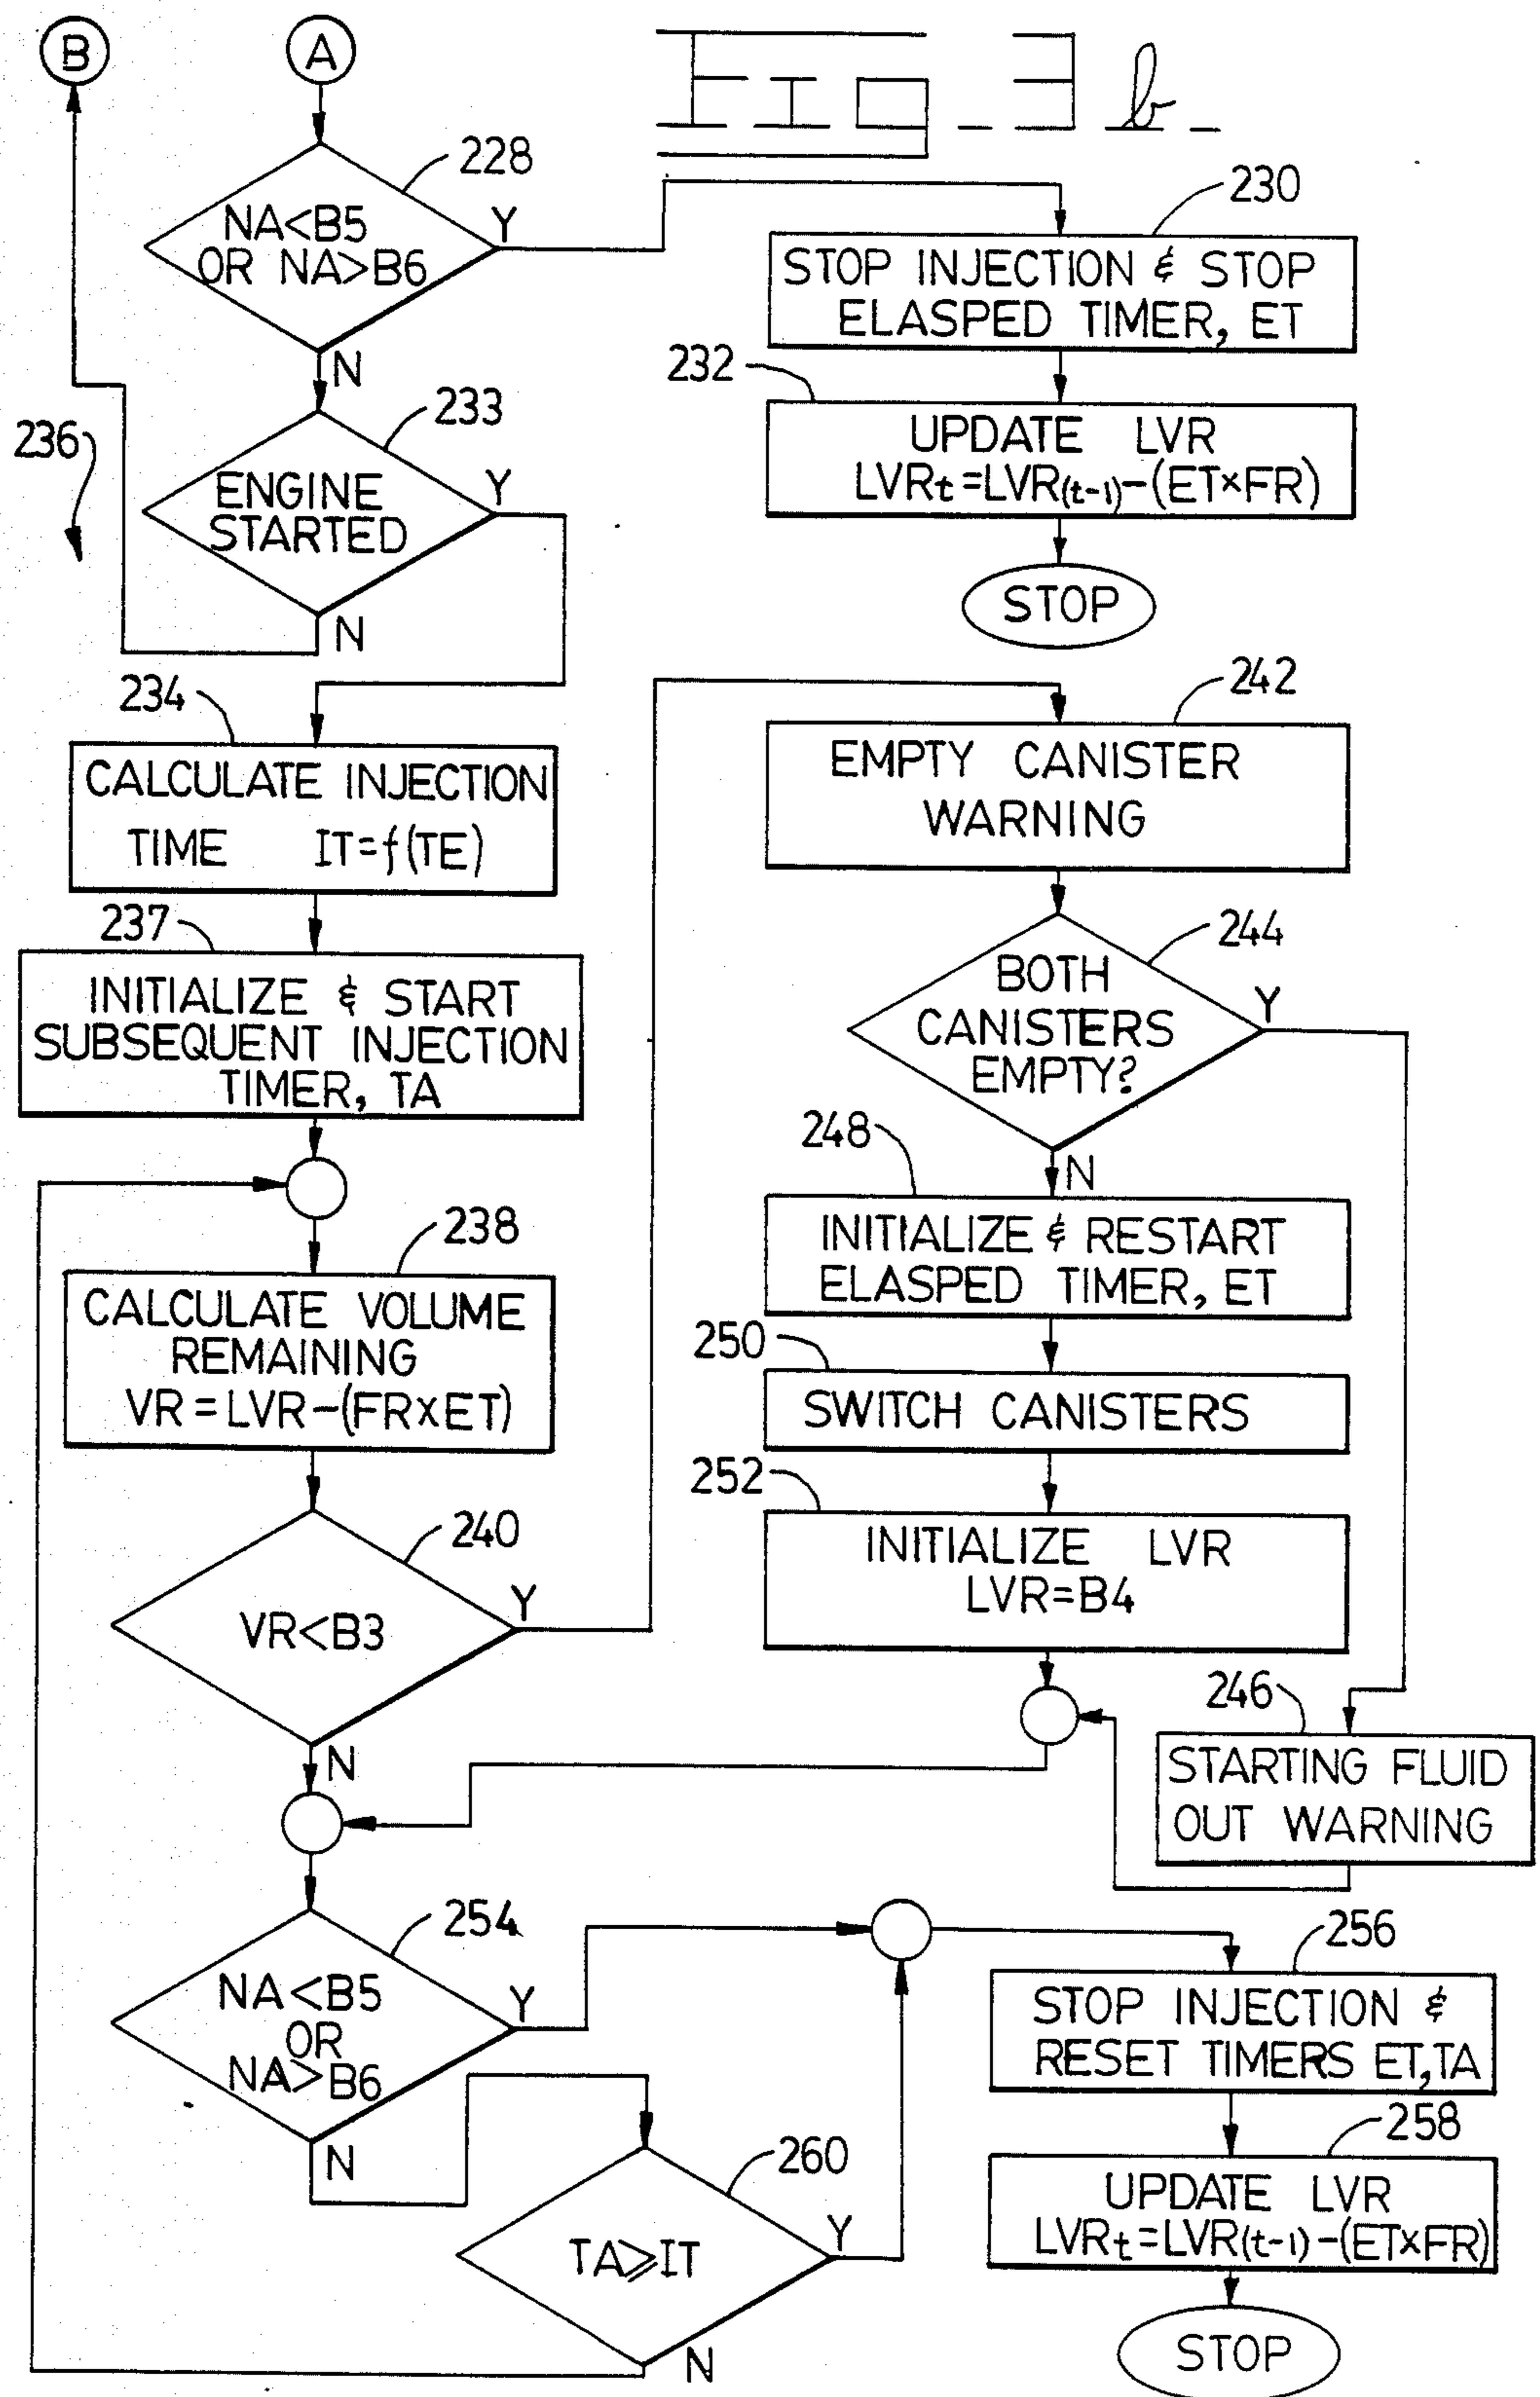 B
A
Fig_3_b_
228
NA<B5
OR NA>B6
Y
N
230
STOP INJECTION & STOP
ELASPED TIMER, ET
232
UPDATE LVR
LVRt=LVR(t-1)-(ET×FR)
STOP
236
233
ENGINE
STARTED
Y
N
234
CALCULATE INJECTION
TIME IT=f(TE)
237
INITIALIZE & START
SUBSEQUENT INJECTION
TIMER, TA
238
CALCULATE VOLUME
REMAINING
VR=LVR-(FR×ET)
240
VR<B3
Y
N
242
EMPTY CANISTER
WARNING
244
BOTH
CANISTERS
EMPTY?
Y
N
248
INITIALIZE & RESTART
ELASPED TIMER, ET
250
SWITCH CANISTERS
252
INITIALIZE LVR
LVR=B4
246
STARTING FLUID
OUT WARNING
254
NA<B5
OR
NA>B6
Y
N
260
TA⩾IT
Y
N
256
STOP INJECTION &
RESET TIMERS ET,TA
258
UPDATE LVR
LVRt=LVR(t-1)-(ET×FR)
STOP